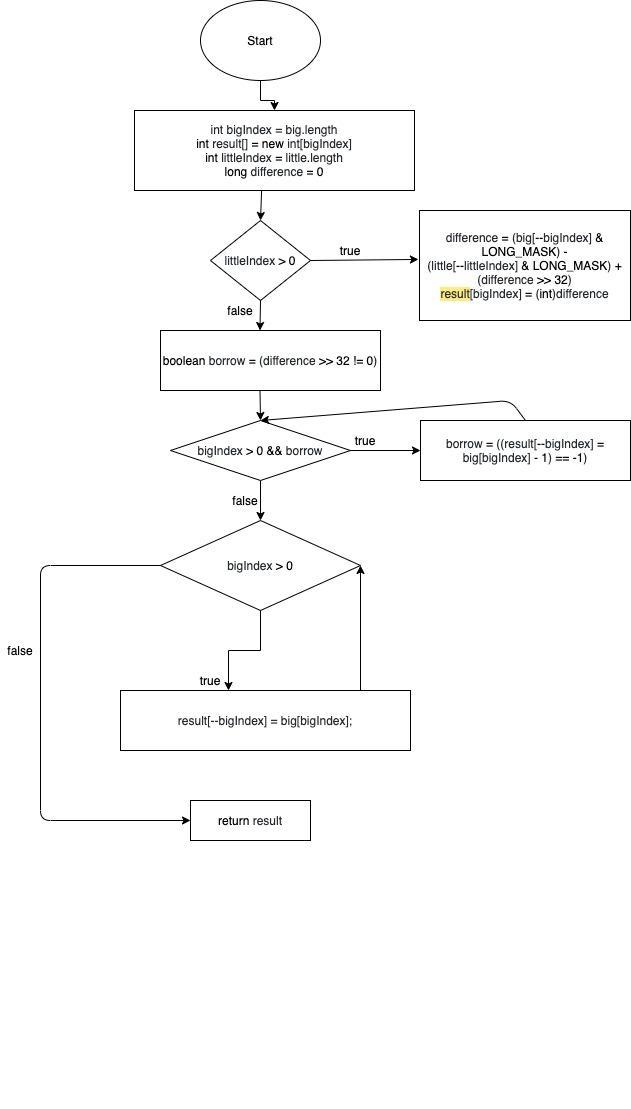 Start
int bigIndex = big.length
int result[] = new int[bigIndex]
int littleIndex = little.length
long difference = 0
littleIndex > 0
true
difference = (big[--bigIndex] &
LONG_MASK) -
(little[--littleIndex] & LONG_MASK) +
(difference >> 32)
result[bigIndex] = (int)difference
false
boolean borrow = (difference >> 32 != 0)
bigIndex > 0 && borrow
true
borrow = ((result[--bigIndex] =
big[bigIndex] - 1) == -1)
false
bigIndex > 0
false
true
result[--bigIndex] = big[bigIndex];
return result